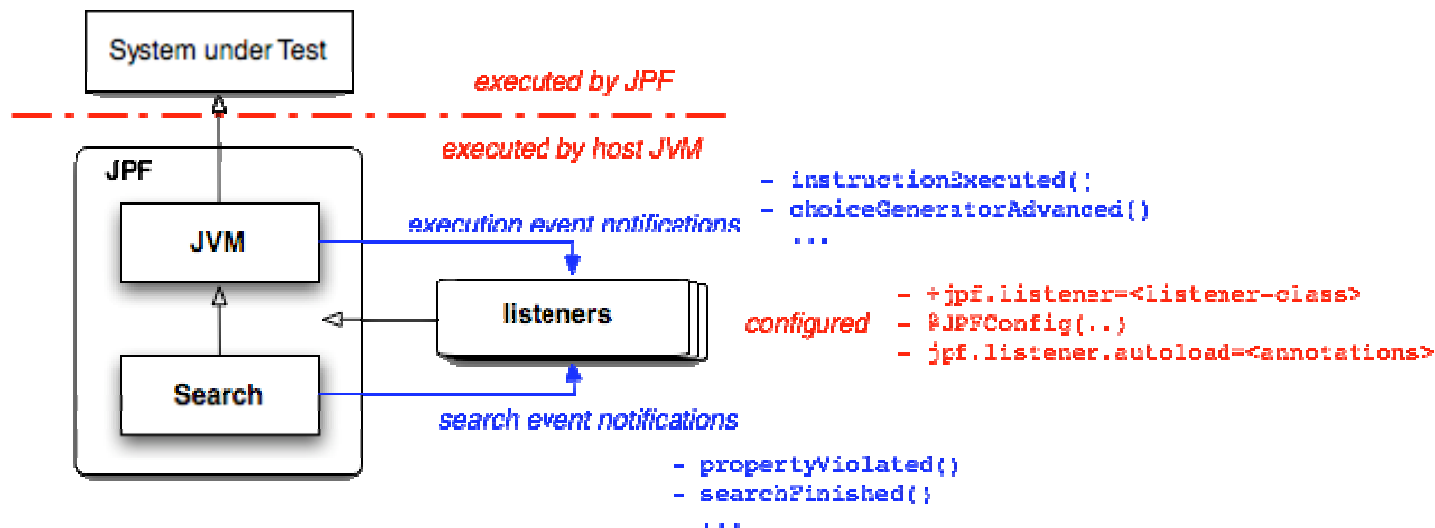 System under Test
executed by JPF
executed by host JVM
JPF
- instructionExecuted()
- choiceGeneratorAdvanced()
...
execution event notifications
JVM
listeners
- +jpf.listener=<listener-class>
configured - @JPFConfig(..)
- jpf.listener.autoload=<annotations>
Search
search event notifications
- propertyViolated()
- searchFinished()
...